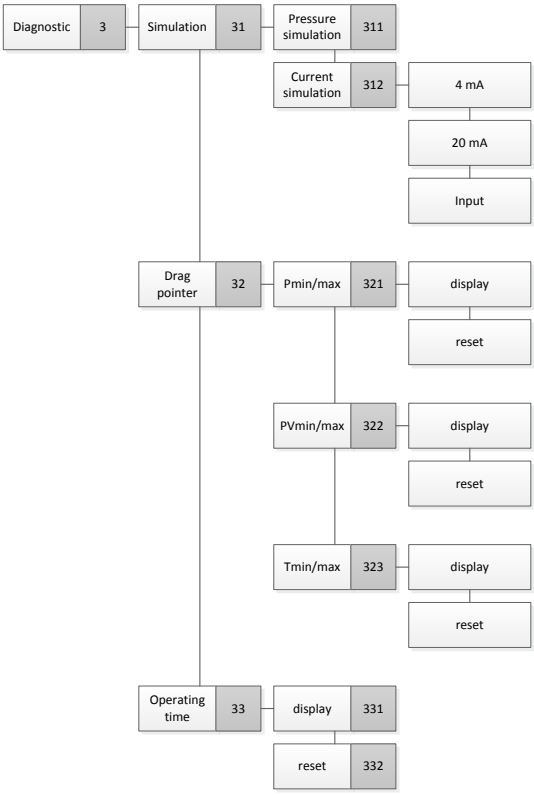 Diagnostic 3
Simulation 31
Pressure
simulation 311
Current
simulation 312
4 mA
20 mA
Input
Drag
pointer 32
Pmin/max 321
display
reset
PVmin/max 322
display
reset
Tmin/max 323
display
reset
Operating
time 33
display 331
reset 332